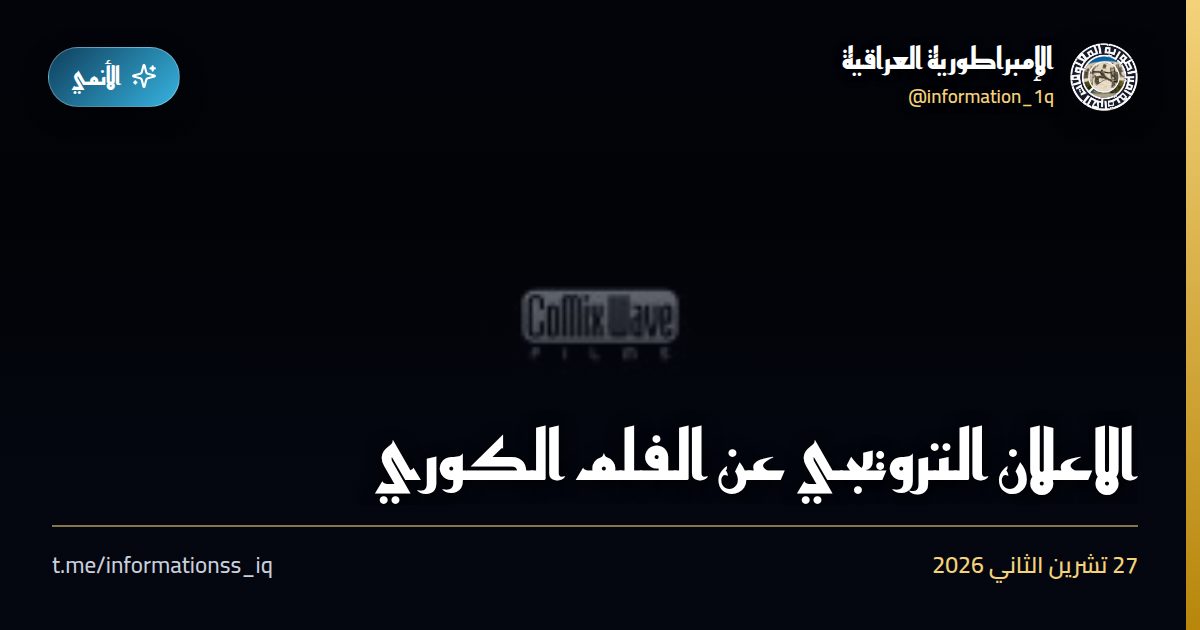 الإمبراطورية العراقية
@information_1q
الأنمي
CoMix Wave
FILMS
الاعلان الترويجي عن الفلم الكوري
27 تشرين الثاني 2026
t.me/informationss_iq